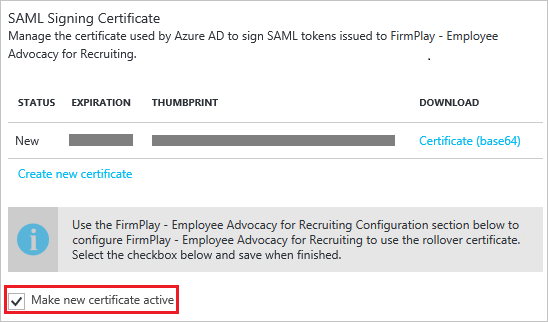 SAML Signing Certificate
Manage the certificate used by Azure AD to sign SAML tokens issued to FirmPlay - Employee
Advocacy for Recruiting.
STATUS EXPIRATION THUMBPRINT DOWNLOAD
New Certificate (base64)
Create new certificate
Use the FirmPlay - Employee Advocacy for Recruiting Configuration section below to
configure FirmPlay - Employee Advocacy for Recruiting to use the rollover certificate.
Select the checkbox below and save when finished.
Make new certificate active